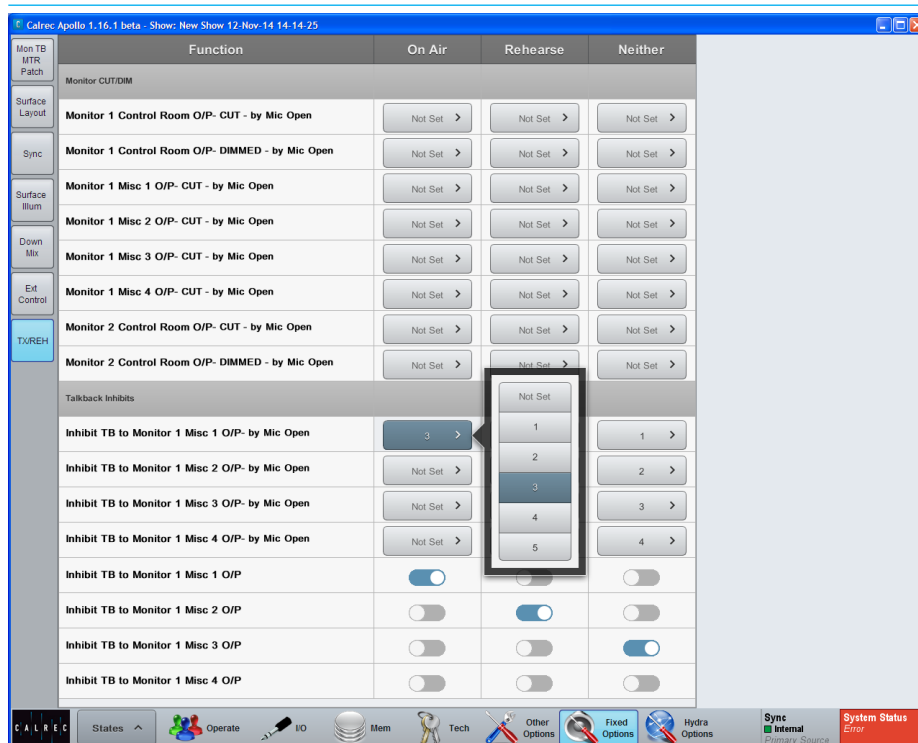 Calrec Apollo 1.16.1 beta - Show: New Show 12-Nov-14 14-14-25
Mon TB
MTR
Patch
Surface
Layout
Sync
Surface
Illum
Down
Mix
Ext
Control
TX/REH
Function On Air Rehearse Neither
Monitor CUT/DIM
Monitor 1 Control Room O/P- CUT - by Mic Open Not Set > Not Set > Not Set >
Monitor 1 Control Room O/P- DIMMED - by Mic Open Not Set > Not Set > Not Set >
Monitor 1 Misc 1 O/P- CUT - by Mic Open Not Set > Not Set > Not Set >
Monitor 1 Misc 2 O/P- CUT - by Mic Open Not Set > Not Set > Not Set >
Monitor 1 Misc 3 O/P- CUT - by Mic Open Not Set > Not Set > Not Set >
Monitor 1 Misc 4 O/P- CUT - by Mic Open Not Set > Not Set > Not Set >
Monitor 2 Control Room O/P- CUT - by Mic Open Not Set > Not Set > Not Set >
Monitor 2 Control Room O/P- DIMMED - by Mic Open Not Set > Not Set > Not Set >
Talkback Inhibits
Inhibit TB to Monitor 1 Misc 1 O/P- by Mic Open 3 > 1 >
Inhibit TB to Monitor 1 Misc 2 O/P- by Mic Open Not Set > 2 >
Inhibit TB to Monitor 1 Misc 3 O/P- by Mic Open Not Set > 3 >
Inhibit TB to Monitor 1 Misc 4 O/P- by Mic Open Not Set > 4 >
Not Set
1
2
3
4
5
Inhibit TB to Monitor 1 Misc 1 O/P
Inhibit TB to Monitor 1 Misc 2 O/P
Inhibit TB to Monitor 1 Misc 3 O/P
Inhibit TB to Monitor 1 Misc 4 O/P
CALREC States Operate I/O Mem Tech
Other
Options
Fixed
Options
Hydra
Options
Sync
Internal
Primary Source
System Status
Error